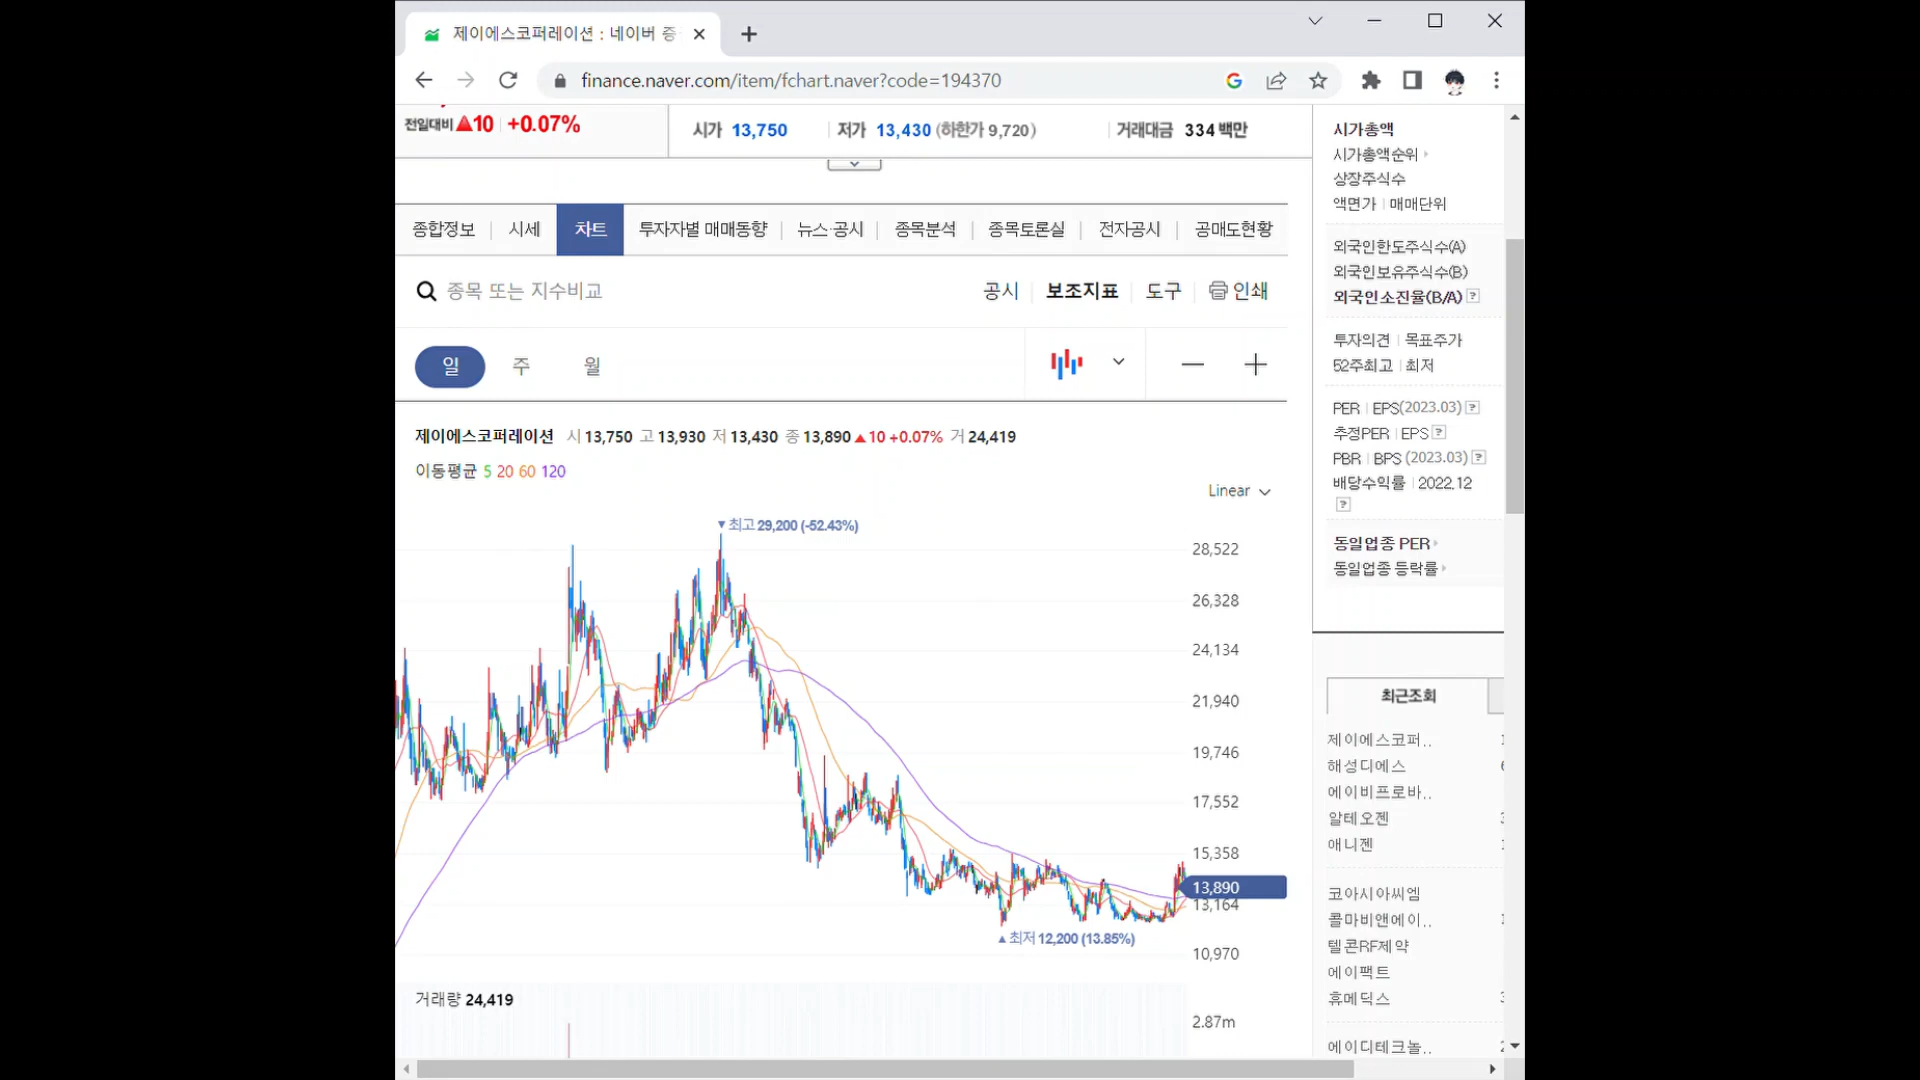 제이에스코퍼레이션 : 네이버 증
finance.naver.com/item/fchart.naver?code=194370
전일대비 ▲10 +0.07%
시가 13,750 저가 13,430 (하한가 9,720) 거래대금 334 백만
종합정보 시세 차트 투자자별 매매동향 뉴스·공시 종목분석 종목토론실 전자공시 공매도현황
종목 또는 지수비교
공시 보조지표 도구 인쇄
일 주 월
제이에스코퍼레이션 시 13,750 고 13,930 저 13,430 종 13,890 ▲10 +0.07% 거 24,419
이동평균 5 20 60 120
Linear
▼최고 29,200 (-52.43%)
28,522
26,328
24,134
21,940
19,746
17,552
15,358
13,890
13,164
▲최저 12,200 (13.85%)
10,970
거래량 24,419
2.87m
시가총액
시가총액순위
상장주식수
액면가 | 매매단위
외국인한도주식수(A)
외국인보유주식수(B)
외국인소진율(B/A) ?
투자의견 | 목표주가
52주최고 | 최저
PER | EPS(2023.03) ?
추정PER | EPS ?
PBR | BPS (2023.03) ?
배당수익률 | 2022.12
?
동일업종 PER
동일업종 등락률
최근조회
제이에스코퍼..
해성디에스
에이비프로바..
알테오젠
애니젠
코아시아씨엠
콜마비앤에이..
텔콘RF제약
에이팩트
휴메딕스
에이디테크놀..